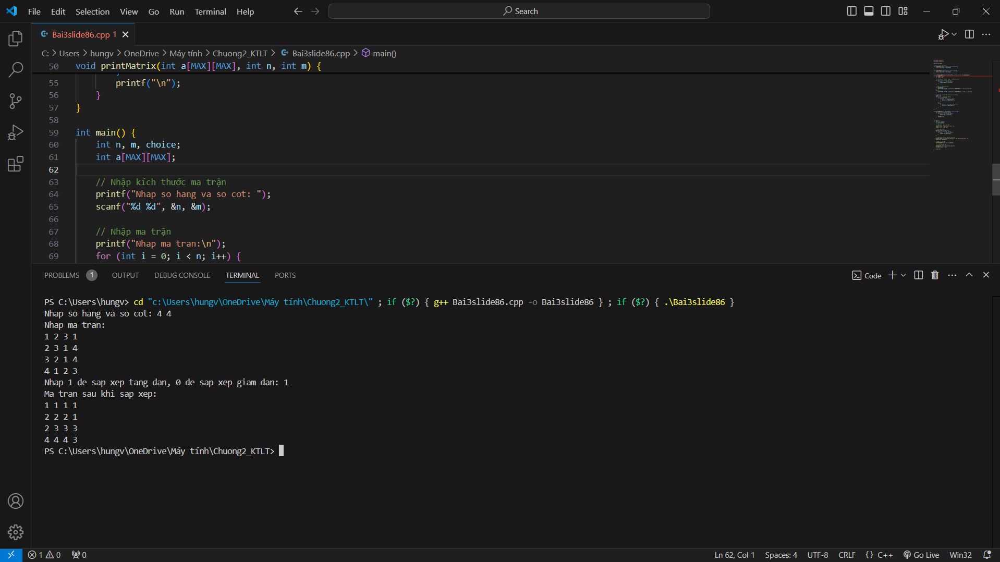 File Edit Selection View Go Run Terminal Help
Search
Bai3slide86.cpp 1
C: > Users > hungv > OneDrive > Máy tính > Chuong2_KTLT > Bai3slide86.cpp > main()
50 void printMatrix(int a[MAX][MAX], int n, int m) {
55 printf("\n");
56 }
57 }
58
59 int main() {
60 int n, m, choice;
61 int a[MAX][MAX];
62
63 // Nhập kích thước ma trận
64 printf("Nhap so hang va so cot: ");
65 scanf("%d %d", &n, &m);
66
67 // Nhập ma trận
68 printf("Nhap ma tran:\n");
69 for (int i = 0; i < n; i++) {
PROBLEMS 1 OUTPUT DEBUG CONSOLE TERMINAL PORTS
Code
PS C:\Users\hungv> cd "c:\Users\hungv\OneDrive\Máy tính\Chuong2_KTLT\" ; if ($?) { g++ Bai3slide86.cpp -o Bai3slide86 } ; if ($?) { .\Bai3slide86 }
Nhap so hang va so cot: 4 4
Nhap ma tran:
1 2 3 1
2 3 1 4
3 2 1 4
4 1 2 3
Nhap 1 de sap xep tang dan, 0 de sap xep giam dan: 1
Ma tran sau khi sap xep:
1 1 1 1
2 2 2 1
2 3 3 3
4 4 4 3
PS C:\Users\hungv\OneDrive\Máy tính\Chuong2_KTLT>
1 0 0 Ln 62, Col 1 Spaces: 4 UTF-8 CRLF {} C++ Go Live Win32